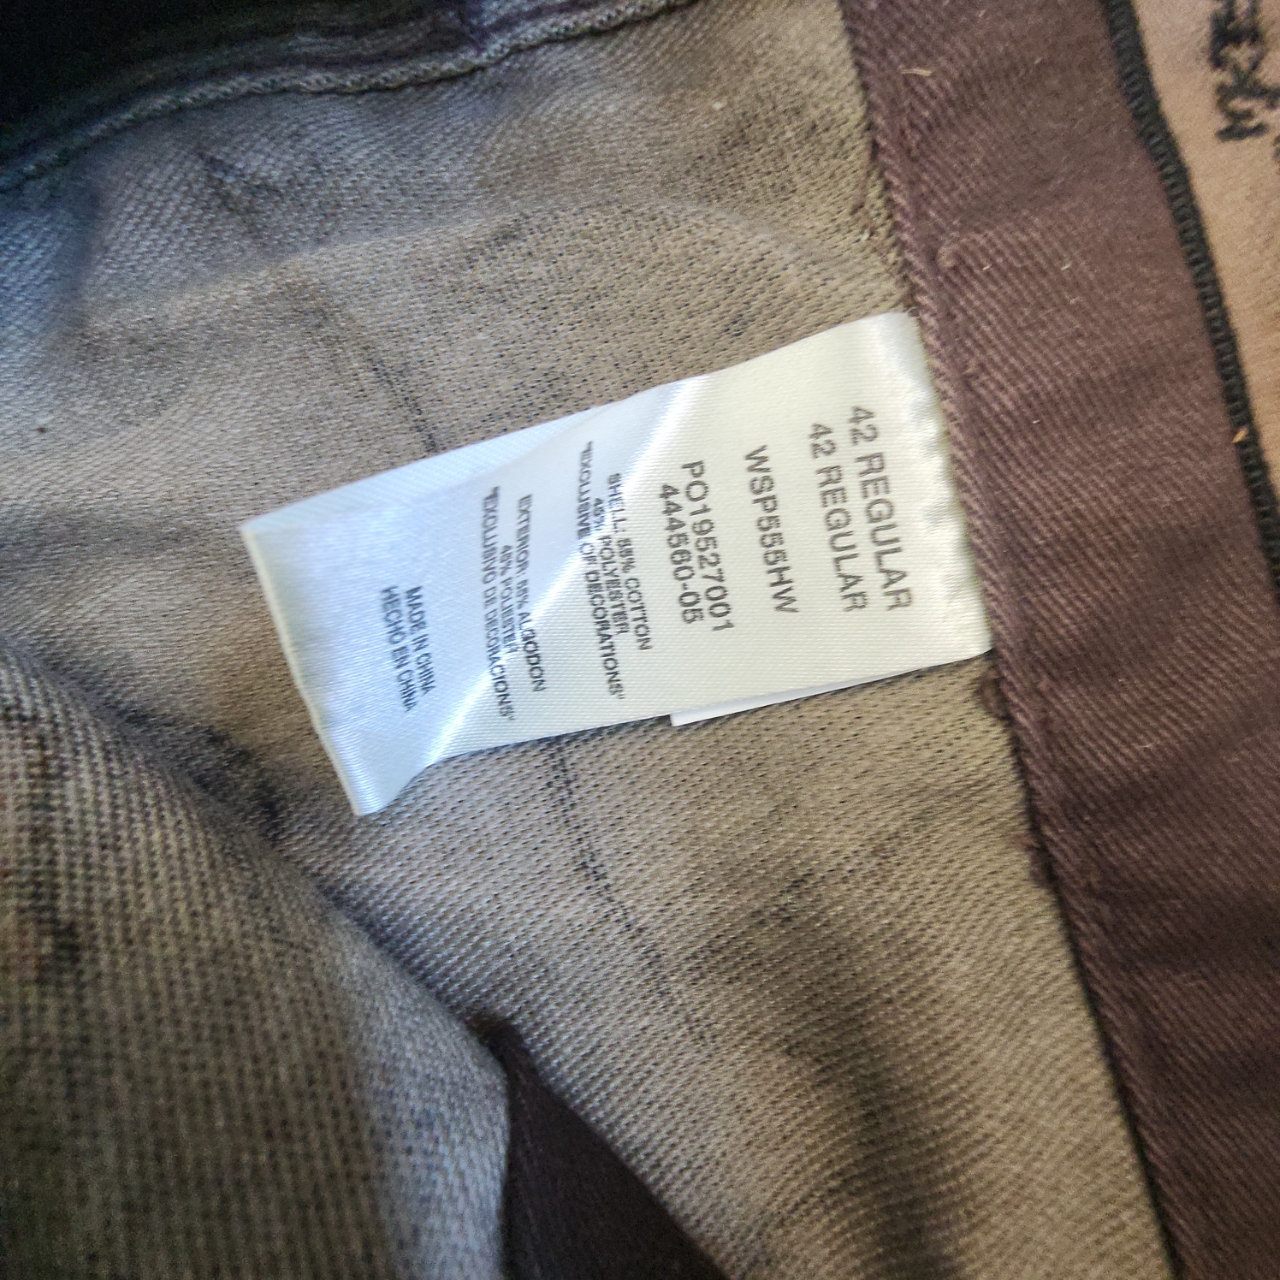 42 REGULAR
42 REGULAR
WSP555HW
PO19527001
444560-05
SHELL: 55% COTTON
45% POLYESTER
"EXCLUSIVE OF DECORATIONS"
EXTERIOR: 55% ALGODON
45% POLIESTER
"EXCLUSIVO DE DECORACIONS"
MADE IN CHINA
HECHO EN CHINA